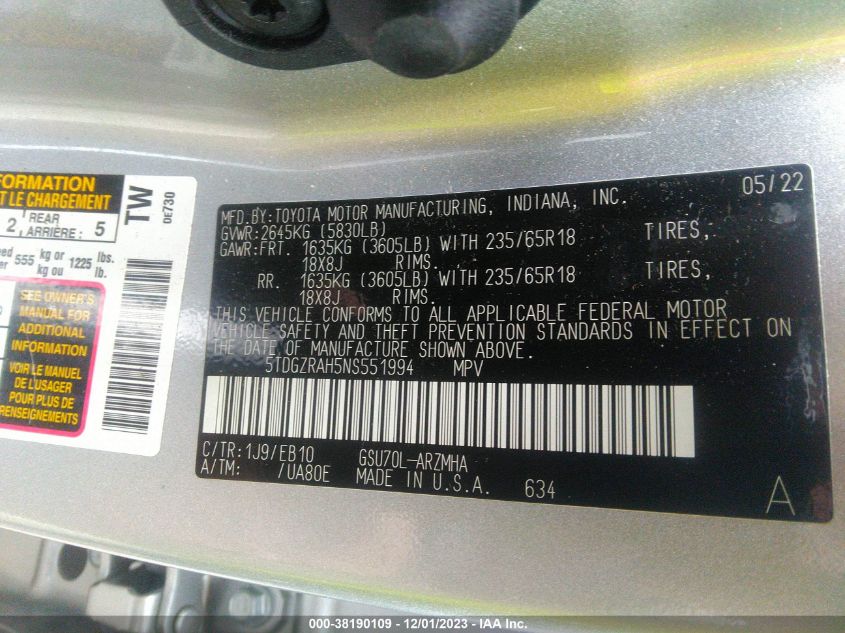 FORMATION
T LE CHARGEMENT
2 REAR ARRIÈRE: 5
555 kg or kg ou 1225 lbs. lb.
SEE OWNER'S
MANUAL FOR
ADDITIONAL
INFORMATION
VOIR LE MANUEL
DE L'USAGER
POUR PLUS DE
RENSEIGNEMENTS
TW
0E730
MFD.BY:TOYOTA MOTOR MANUFACTURING, INDIANA, INC. 05/22
GVWR:2645KG (5830LB)
GAWR:FRT. 1635KG (3605LB) WITH 235/65R18 TIRES,
18X8J RIMS.
RR. 1635KG (3605LB) WITH 235/65R18 TIRES,
18X8J RIMS.
THIS VEHICLE CONFORMS TO ALL APPLICABLE FEDERAL MOTOR
VEHICLE SAFETY AND THEFT PREVENTION STANDARDS IN EFFECT ON
THE DATE OF MANUFACTURE SHOWN ABOVE.
5TDGZRAH5NS551994 MPV
C/TR:1J9/EB10 GSU70L-ARZMHA
A/TM: /UA80E MADE IN U.S.A. 634 A
000-38190109 - 12/01/2023 - IAA Inc.